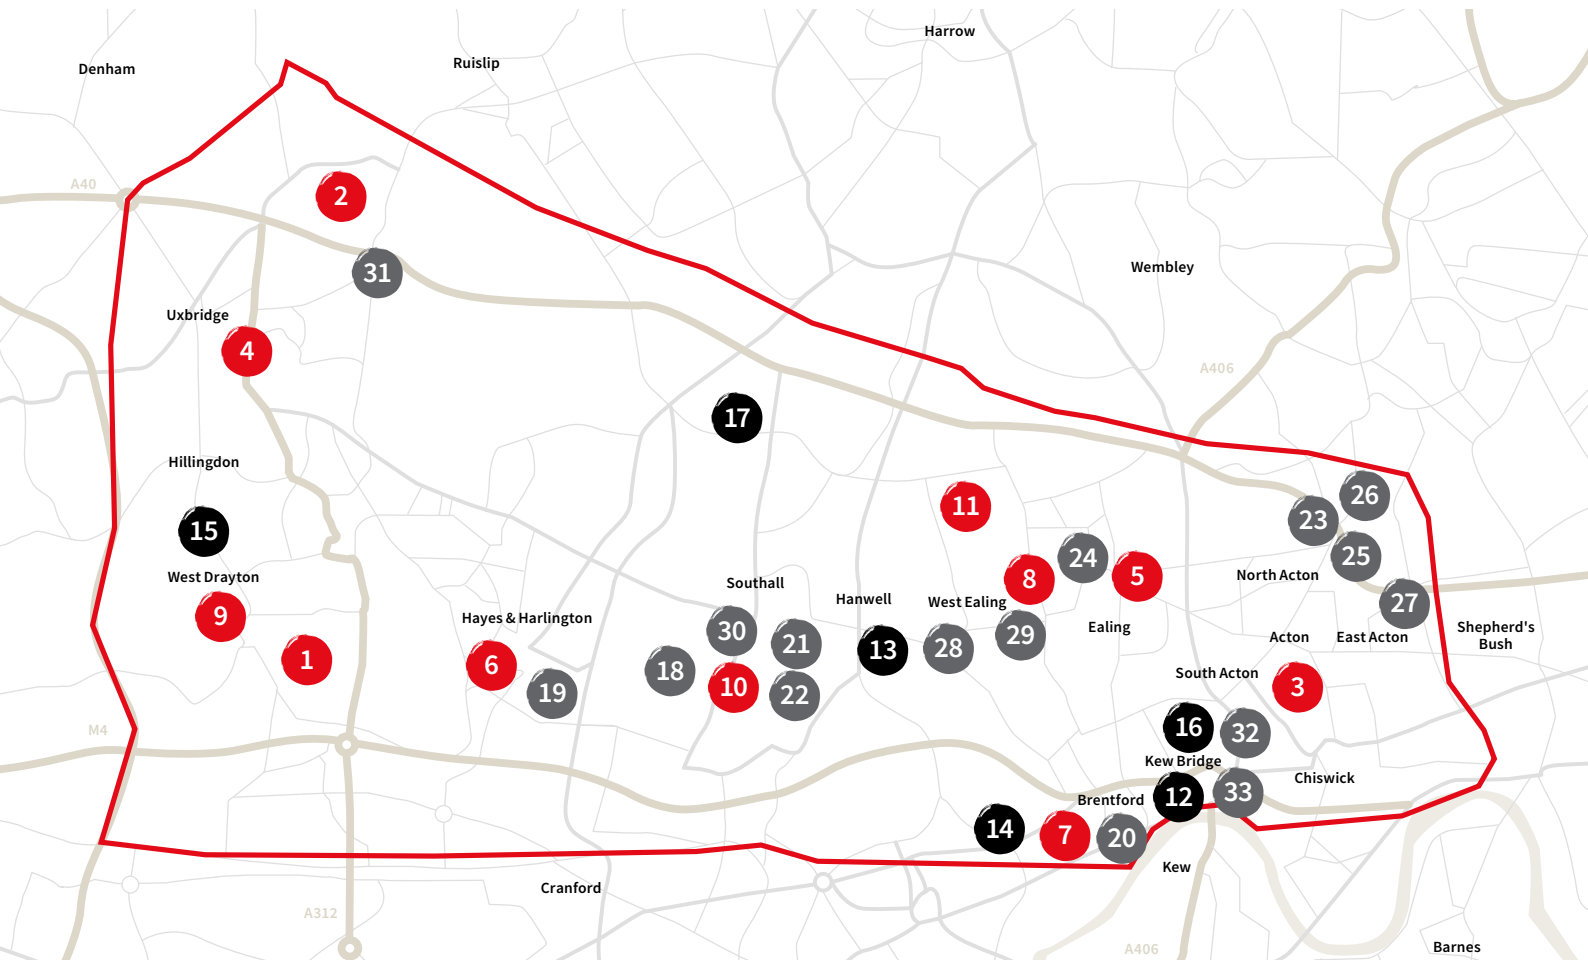 Harrow
Denham
Ruislip
A40
2
Wembley
31
Uxbridge
4
A406
17
Hillingdon
26
11
23
15
24
25
West Drayton
8
5
North Acton
Southall
Hanwell
West Ealing
27
9
Hayes & Harlington
30
21
29
Ealing
Acton
East Acton
Shepherd's
Bush
13
28
1
6
18
South Acton
10
3
19
22
M4
16
32
Kew Bridge
Chiswick
12
33
Brentford
14
7
20
Kew
Cranford
A312
A406
Barnes